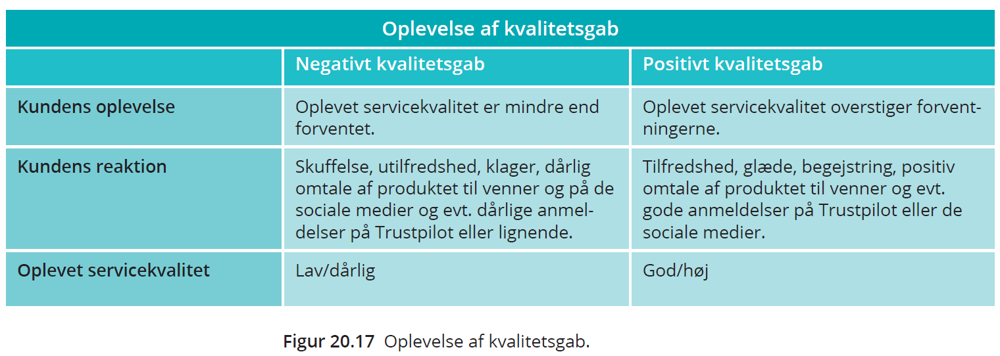 Oplevelse af kvalitetsgab
Negativt kvalitetsgab
Positivt kvalitetsgab
Kundens oplevelse
Oplevet servicekvalitet er mindre end
forventet.
Oplevet servicekvalitet overstiger forvent-
ningerne.
Kundens reaktion
Skuffelse, utilfredshed, klager, dårlig
omtale af produktet til venner og på de
sociale medier og evt. dårlige anmel-
delser på Trustpilot eller lignende.
Tilfredshed, glæde, begejstring, positiv
omtale af produktet til venner og evt.
gode anmeldelser på Trustpilot eller de
sociale medier.
Oplevet servicekvalitet
Lav/dårlig
God/høj
Figur 20.17 Oplevelse af kvalitetsgab.